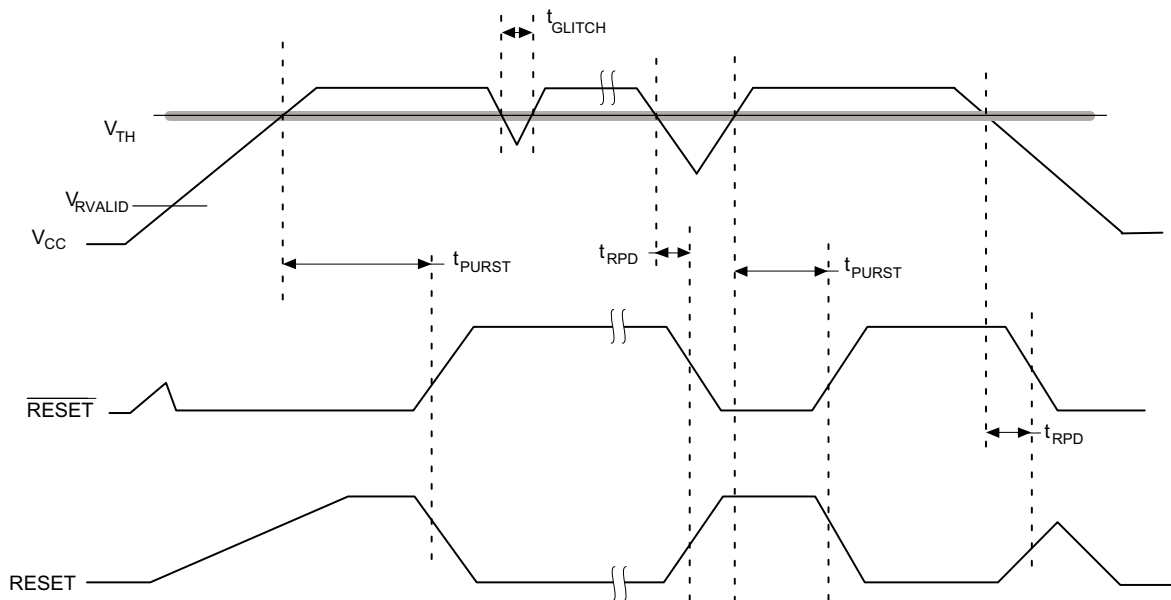 tGLITCH
VTH
VRVALID
VCC
tPURST
tRPD
tPURST
RESET
tRPD
RESET